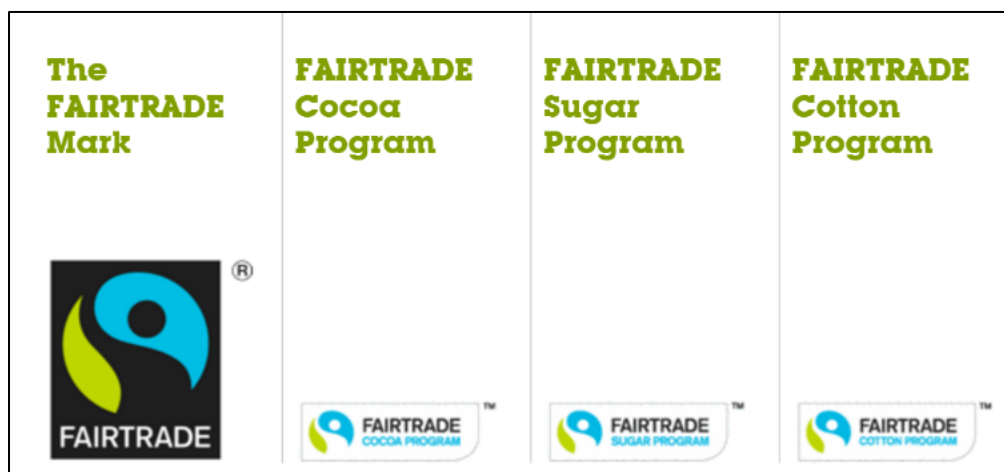 The
FAIRTRADE
Mark
®
FAIRTRADE
FAIRTRADE
Cocoa
Program
™
FAIRTRADE
COCOA PROGRAM
FAIRTRADE
Sugar
Program
™
FAIRTRADE
SUGAR PROGRAM
FAIRTRADE
Cotton
Program
™
FAIRTRADE
COTTON PROGRAM